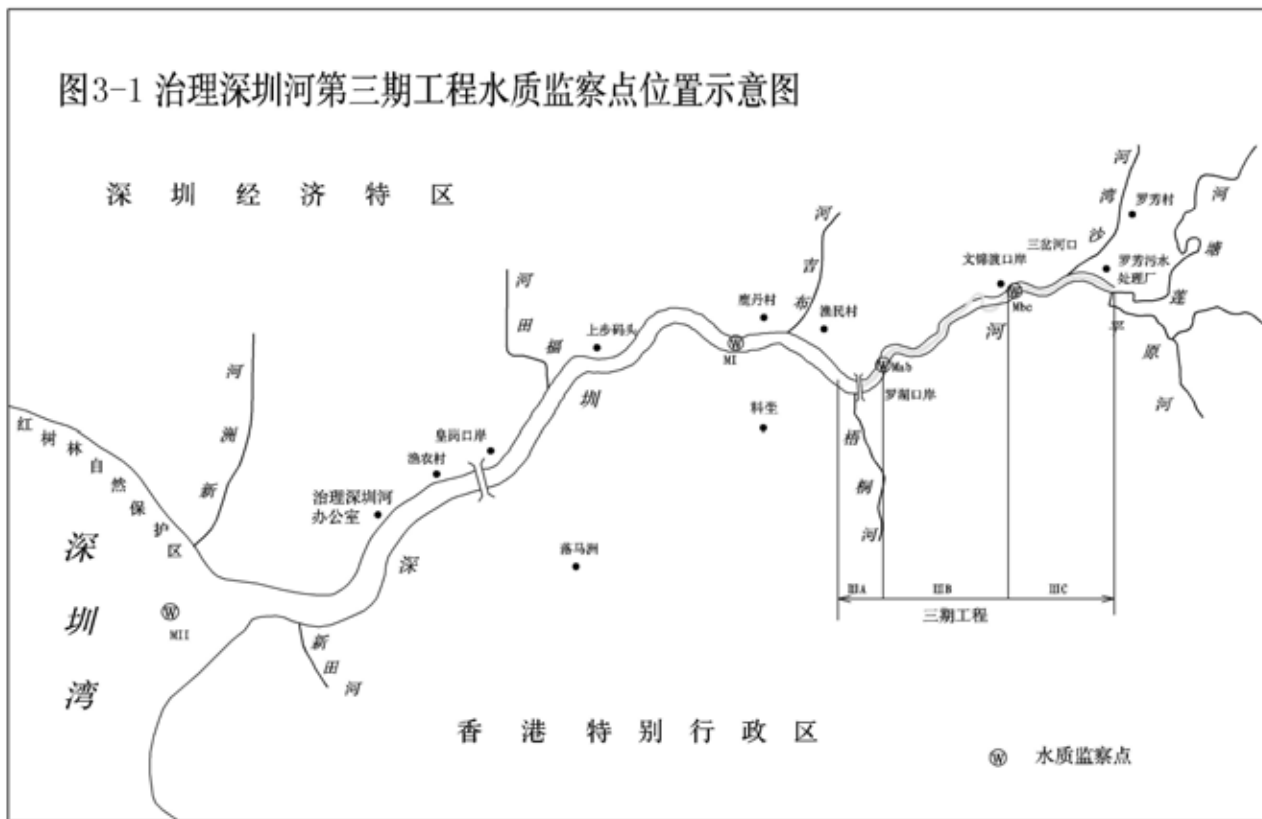 图3-1 治理深圳河第三期工程水质监察点位置示意图
深圳经济特区
河湾沙
罗芳村
河塘莲
三岔河口
罗芳污水
处理厂
文锦渡口岸
Mbc
平原河
河吉布
鹿丹村
渔民村
MI
河田福
上步码头
Mab
罗湖口岸
河
圳
深
料壆
梧桐河
皇岗口岸
渔农村
治理深圳河
办公室
河洲新
红树林自然保护区
落马洲
深圳湾
MII
新田河
IIIA
IIIB
IIIC
三期工程
香港特别行政区
W 水质监察点